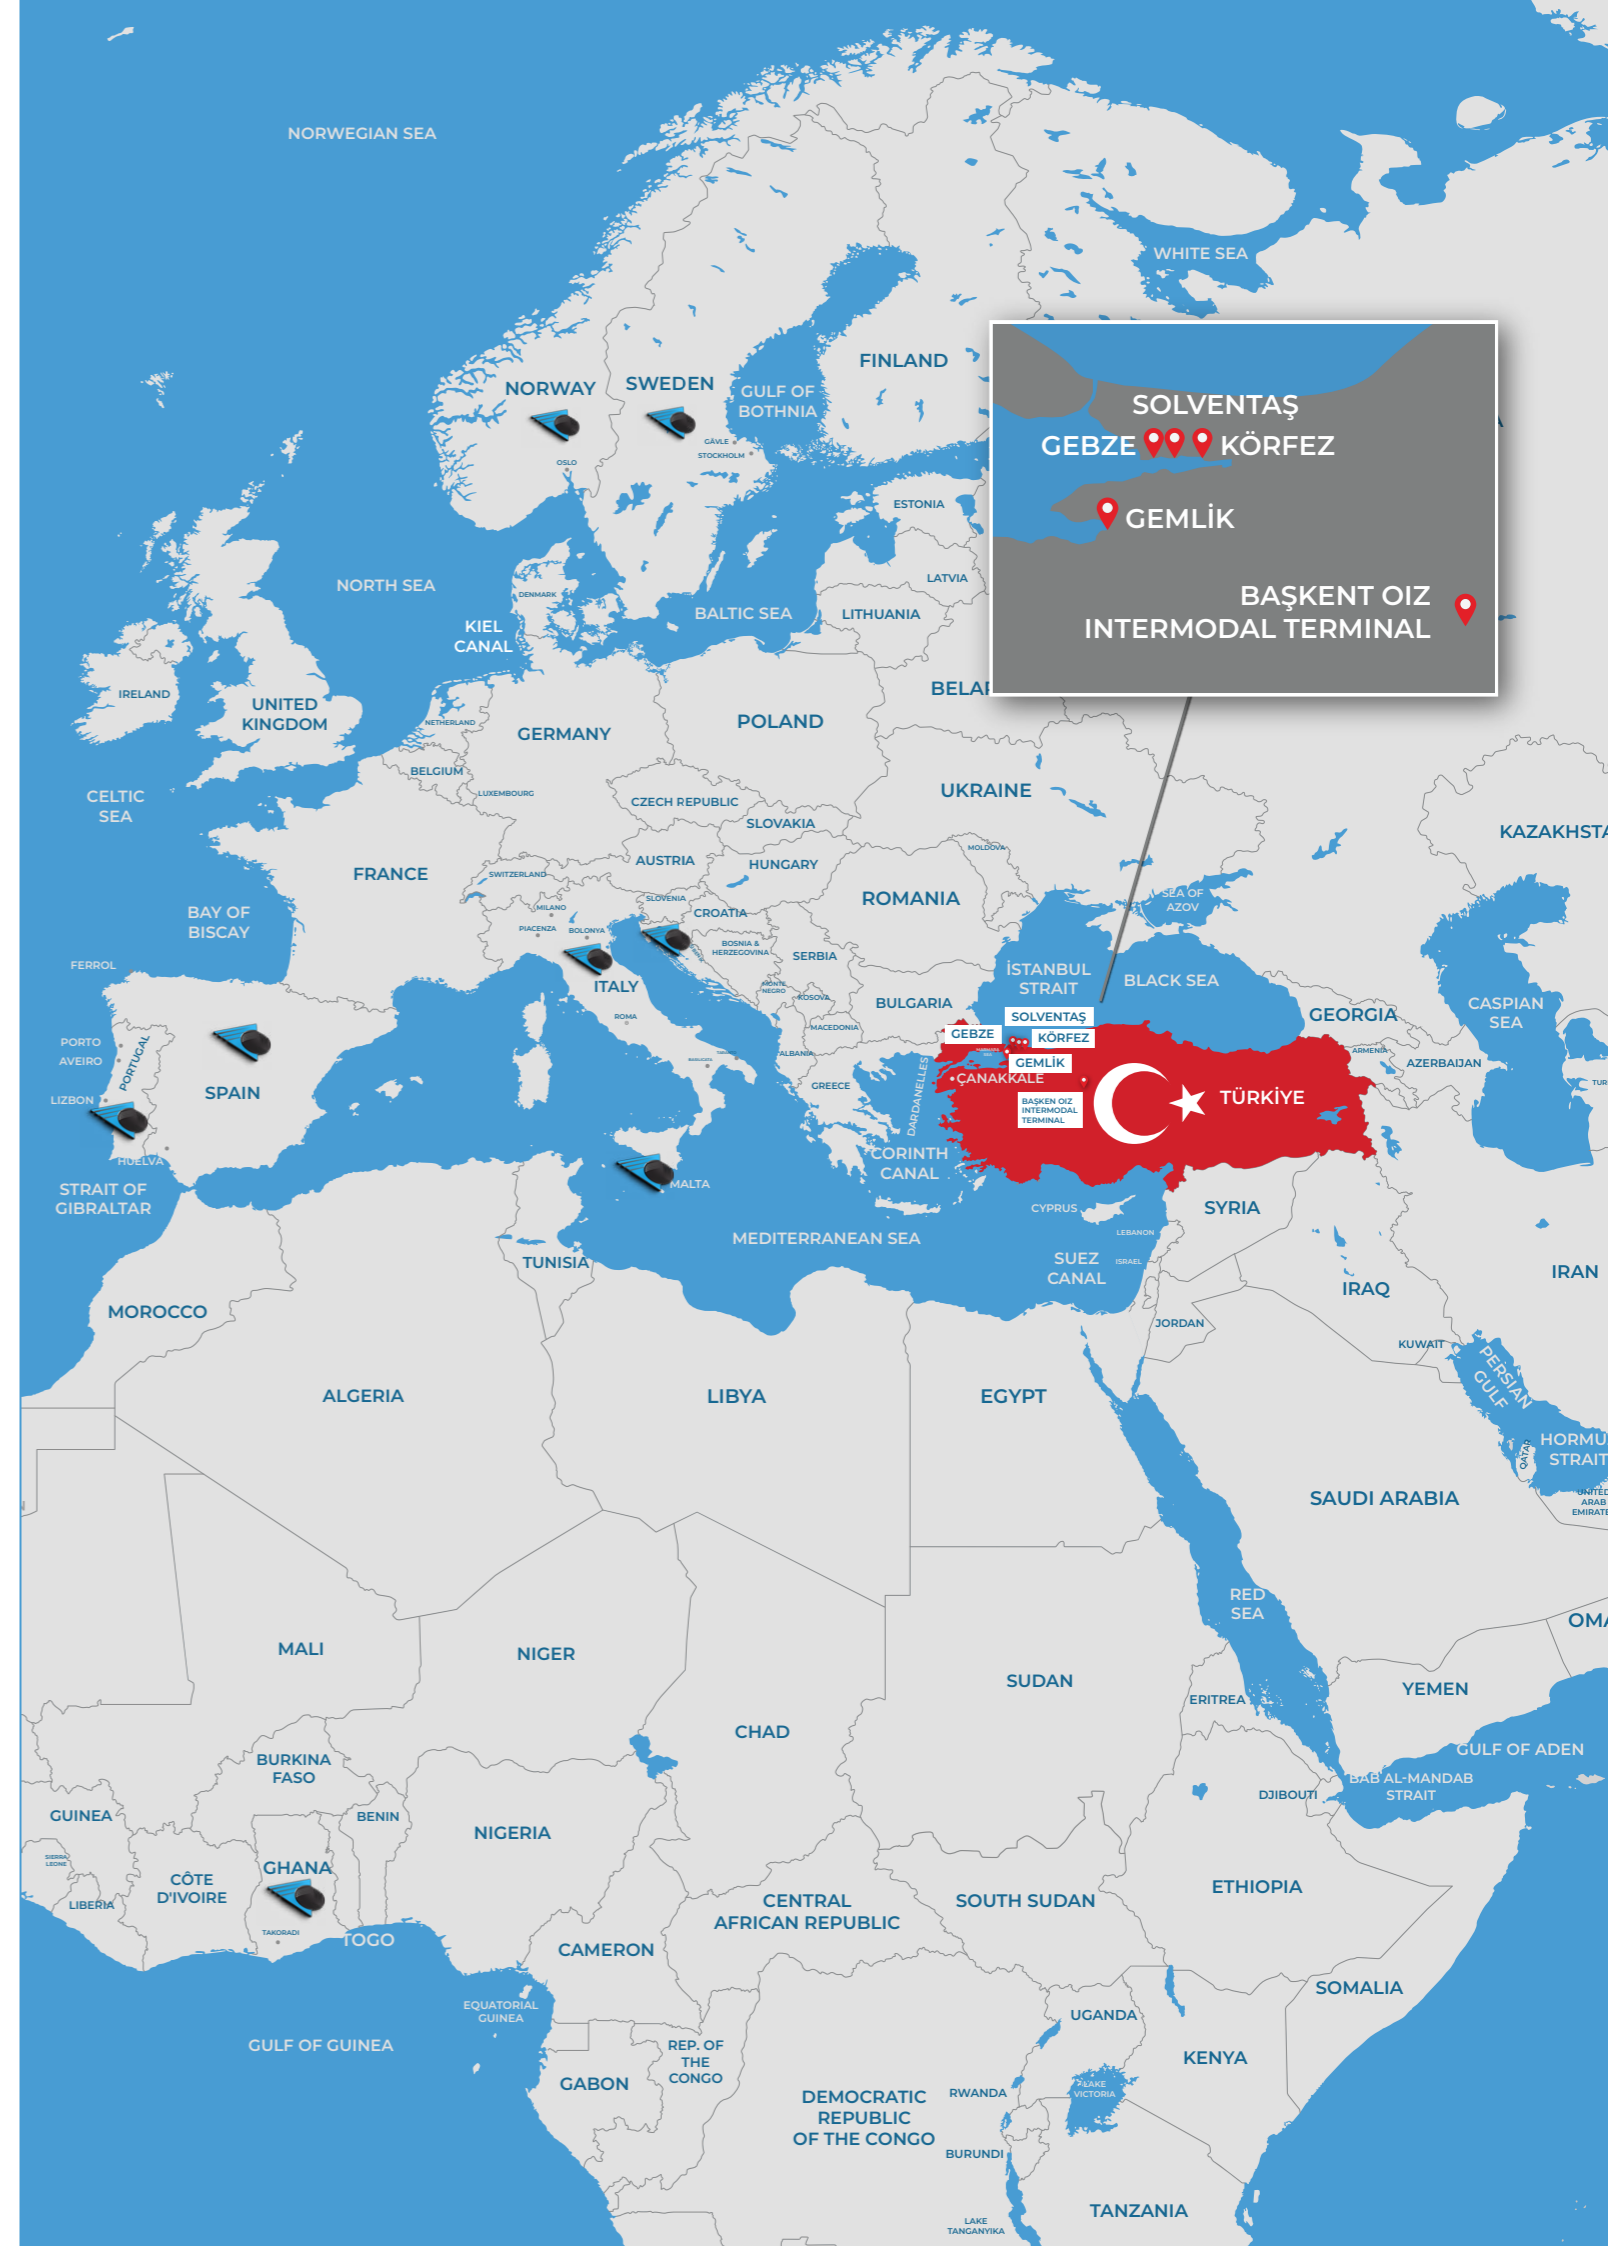 NORWEGIAN SEA
WHITE SEA
FINLAND
NORWAY
SWEDEN
GULF OF
BOTHNIA
GÄVLE
STOCKHOLM
OSLO
SOLVENTAŞ
GEBZE
KÖRFEZ
GEMLİK
BAŞKENT OIZ
INTERMODAL TERMINAL
ESTONIA
LATVIA
LITHUANIA
NORTH SEA
DENMARK
BALTIC SEA
KIEL
CANAL
IRELAND
UNITED
KINGDOM
NETHERLAND
GERMANY
POLAND
BELAR
BELGIUM
LUXEMBOURG
CELTIC
SEA
CZECH REPUBLIC
SLOVAKIA
UKRAINE
KAZAKHSTA
MOLDOVA
FRANCE
SWITZERLAND
AUSTRIA
HUNGARY
ROMANIA
SEA OF
AZOV
SLOVENIA
CROATIA
MILANO
PIACENZA
BOLONYA
BAY OF
BISCAY
BOSNIA &
HERZEGOVINA
SERBIA
FERROL
ITALY
MONTE
NEGRO
KOSOVA
BULGARIA
İSTANBUL
STRAIT
BLACK SEA
CASPIAN
SEA
GEORGIA
ROMA
MACEDONIA
SOLVENTAŞ
GEBZE
KÖRFEZ
MARMARA
SEA
GEMLİK
PORTO
AVEIRO
PORTUGAL
ALBANIA
ARMENIA
AZERBAIJAN
ÇANAKKALE
GREECE
DARDANELLES
TUR
SPAIN
LIZBON
BAŞKEN OIZ
INTERMODAL
TERMINAL
TÜRKİYE
HUELVA
CORINTH
CANAL
STRAIT OF
GIBRALTAR
MALTA
CYPRUS
SYRIA
LEBANON
MEDITERRANEAN SEA
TUNISIA
SUEZ
CANAL
ISRAEL
IRAQ
IRAN
MOROCCO
JORDAN
KUWAIT
PERSIAN
GULF
ALGERIA
LIBYA
EGYPT
QATAR
HORMU
STRAIT
SAUDI ARABIA
UNITED
ARAB
EMIRATE
RED
SEA
OMA
MALI
NIGER
SUDAN
ERITREA
YEMEN
CHAD
GULF OF ADEN
BURKINA
FASO
BAB AL-MANDAB
STRAIT
DJIBOUTI
GUINEA
BENIN
NIGERIA
SIERRA
LEONE
GHANA
CÔTE
D'IVOIRE
LIBERIA
ETHIOPIA
CENTRAL
AFRICAN REPUBLIC
SOUTH SUDAN
TAKORADI
TOGO
CAMERON
SOMALIA
EQUATORIAL
GUINEA
UGANDA
GULF OF GUINEA
REP. OF
THE
CONGO
KENYA
GABON
RWANDA
LAKE
VICTORIA
DEMOCRATIC
REPUBLIC
OF THE CONGO
BURUNDI
TANZANIA
LAKE
TANGANYIKA